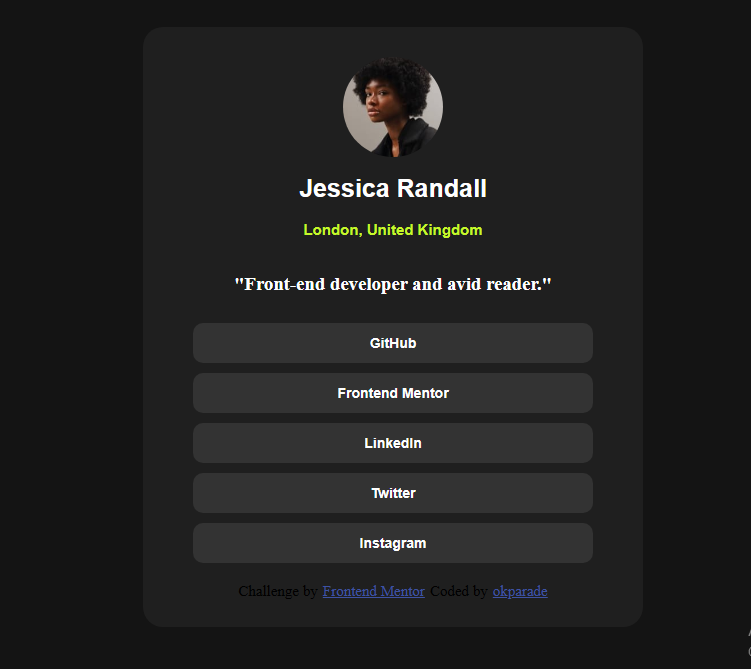 Jessica Randall
London, United Kingdom
"Front-end developer and avid reader."
GitHub
Frontend Mentor
LinkedIn
Twitter
Instagram
Challenge by Frontend Mentor Coded by okparade